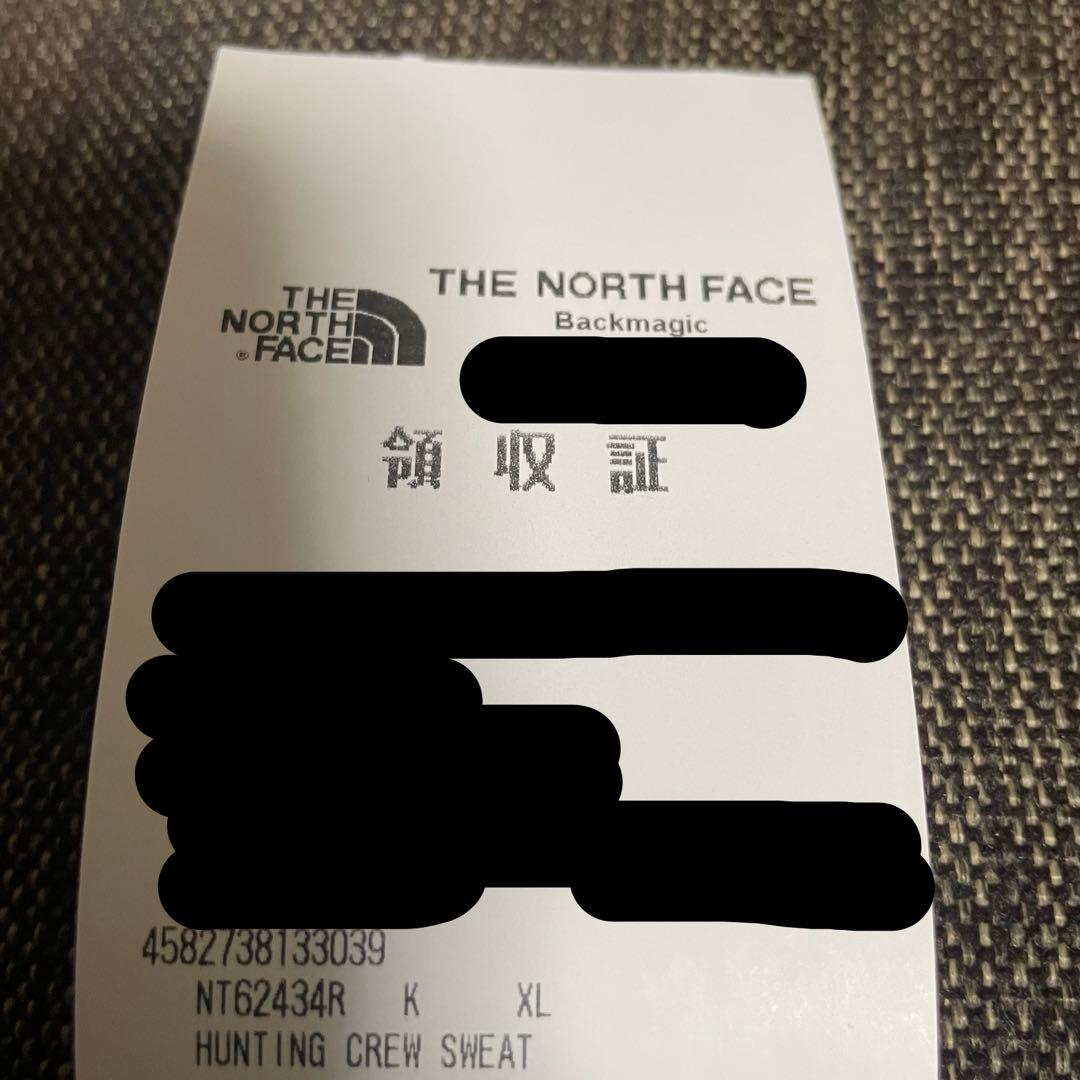 THE
NORTH
® FACE
THE NORTH FACE
Backmagic
領収証
4582738133039
NT62434R K XL
HUNTING CREW SWEAT